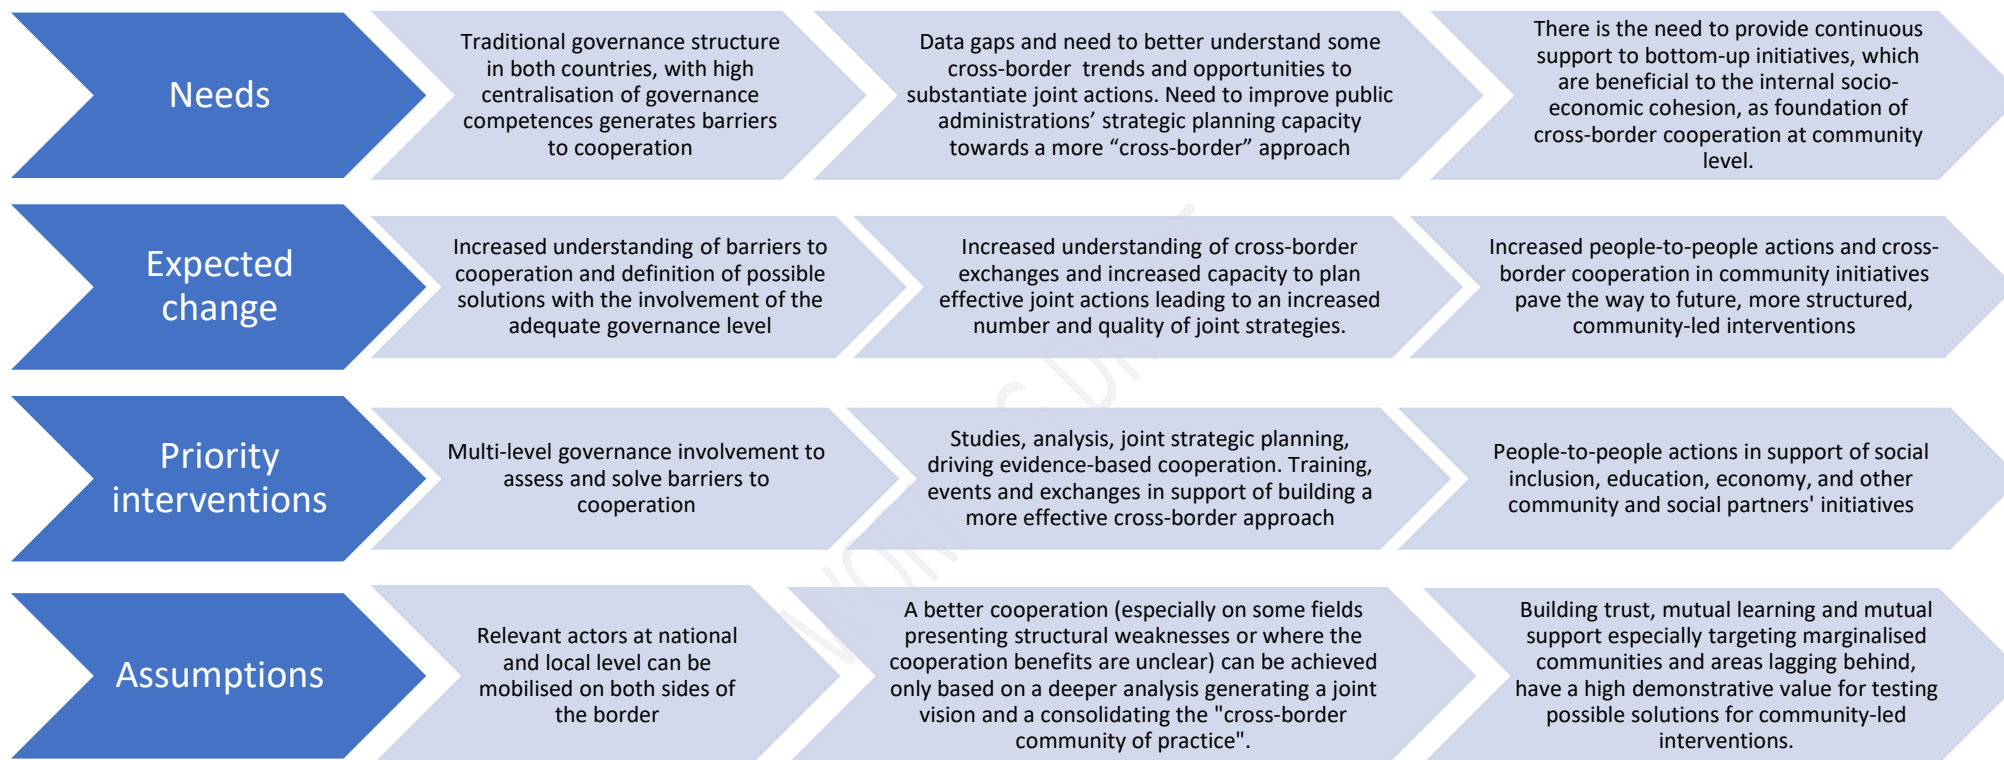 Needs
Traditional governance structure
in both countries, with high
centralisation of governance
competences generates barriers
to cooperation
Data gaps and need to better understand some
cross-border trends and opportunities to
substantiate joint actions. Need to improve public
administrations’ strategic planning capacity
towards a more “cross-border” approach
There is the need to provide continuous
support to bottom-up initiatives, which
are beneficial to the internal socio-
economic cohesion, as foundation of
cross-border cooperation at community
level.
Expected
change
Increased understanding of barriers to
cooperation and definition of possible
solutions with the involvement of the
adequate governance level
Increased understanding of cross-border
exchanges and increased capacity to plan
effective joint actions leading to an increased
number and quality of joint strategies.
Increased people-to-people actions and cross-
border cooperation in community initiatives
pave the way to future, more structured,
community-led interventions
Priority
interventions
Multi-level governance involvement to
assess and solve barriers to
cooperation
Studies, analysis, joint strategic planning,
driving evidence-based cooperation. Training,
events and exchanges in support of building a
more effective cross-border approach
People-to-people actions in support of social
inclusion, education, economy, and other
community and social partners' initiatives
Assumptions
Relevant actors at national
and local level can be
mobilised on both sides of
the border
A better cooperation (especially on some fields
presenting structural weaknesses or where the
cooperation benefits are unclear) can be achieved
only based on a deeper analysis generating a joint
vision and a consolidating the "cross-border
community of practice".
Building trust, mutual learning and mutual
support especially targeting marginalised
communities and areas lagging behind,
have a high demonstrative value for testing
possible solutions for community-led
interventions.